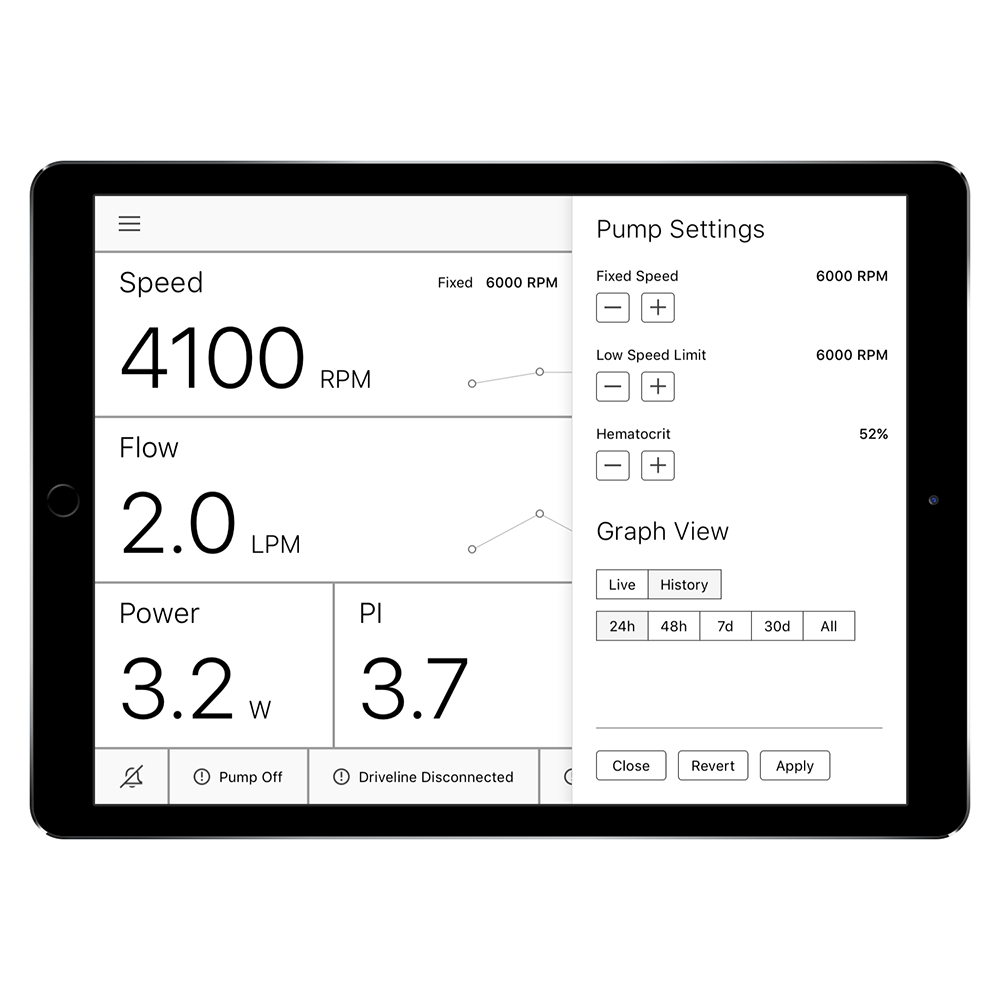 Speed
Fixed 6000 RPM
4100 RPM
Flow
2.0 LPM
Power
3.2 W
PI
3.7
Pump Off
Driveline Disconnected
Pump Settings
Fixed Speed 6000 RPM
Low Speed Limit 6000 RPM
Hematocrit 52%
Graph View
Live History
24h 48h 7d 30d All
Close Revert Apply